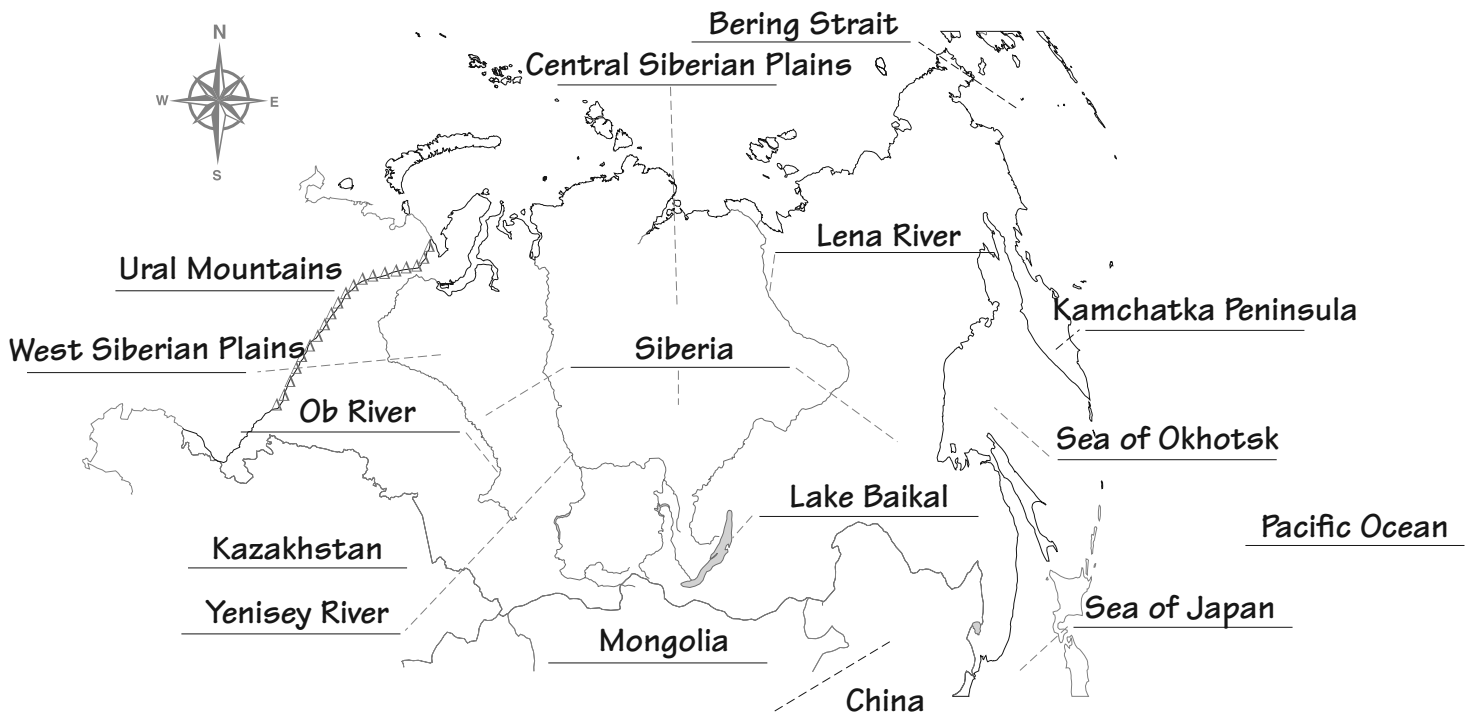 Bering Strait
N
Central Siberian Plains
W
E
S
Lena River
Ural Mountains
Kamchatka Peninsula
West Siberian Plains
Siberia
Ob River
Sea of Okhotsk
Lake Baikal
Pacific Ocean
Kazakhstan
Yenisey River
Sea of Japan
Mongolia
China